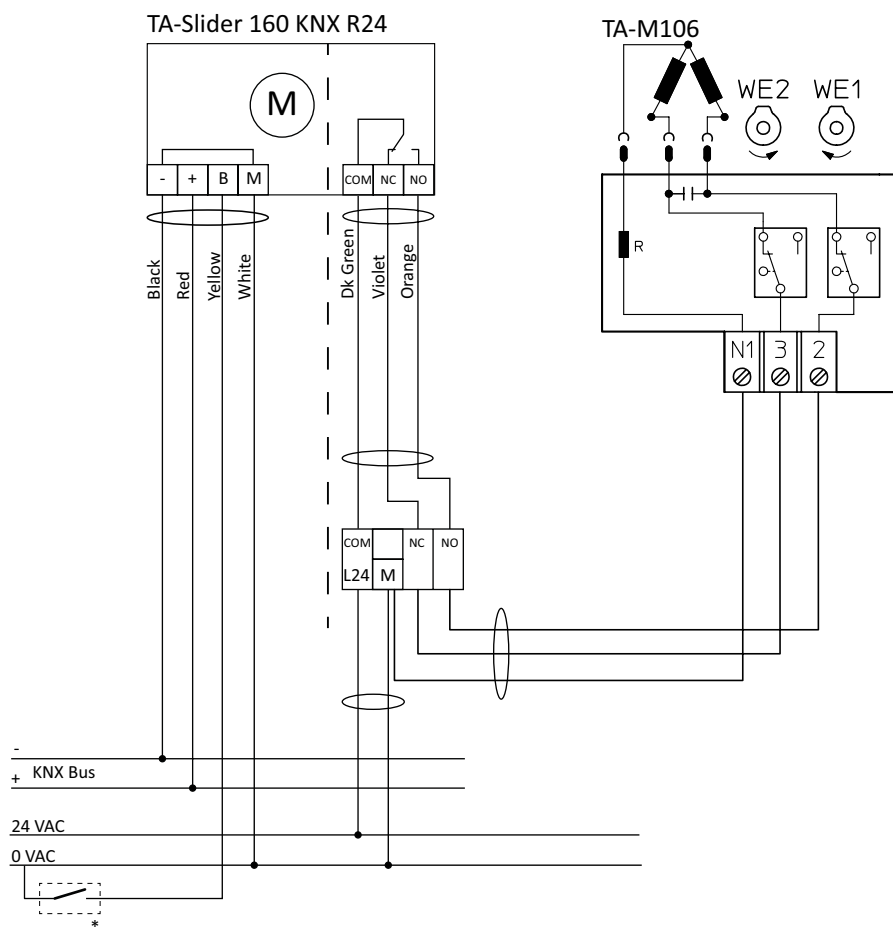 TA-Slider 160 KNX R24
TA-M106
M
WE2 WE1
- + B M
COM NC NO
R
Black
Red
Yellow
White
Dk Green
Violet
Orange
N1 3 2
COM NC NO
L24 M
-
+ KNX Bus
24 VAC
0 VAC
*